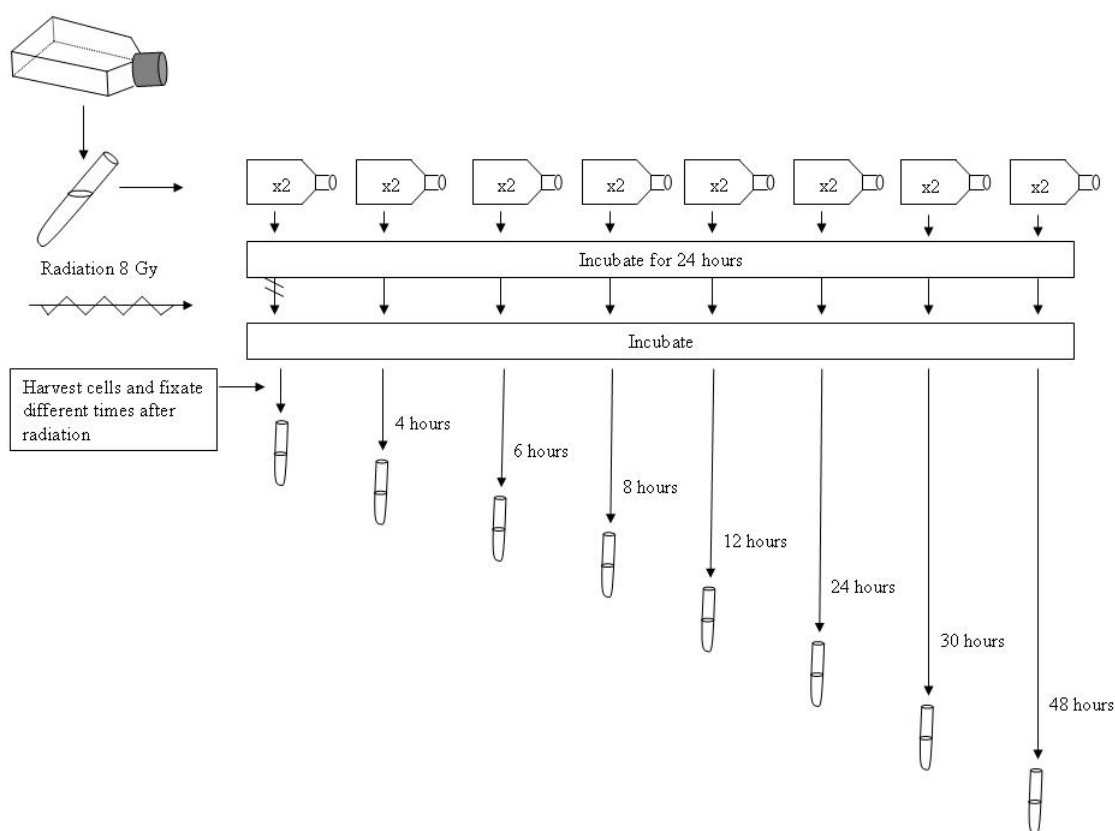 x2 x2 x2 x2 x2 x2 x2 x2
Incubate for 24 hours
Radiation 8 Gy
Incubate
Harvest cells and fixate
different times after
radiation
4 hours
6 hours
8 hours
12 hours
24 hours
30 hours
48 hours